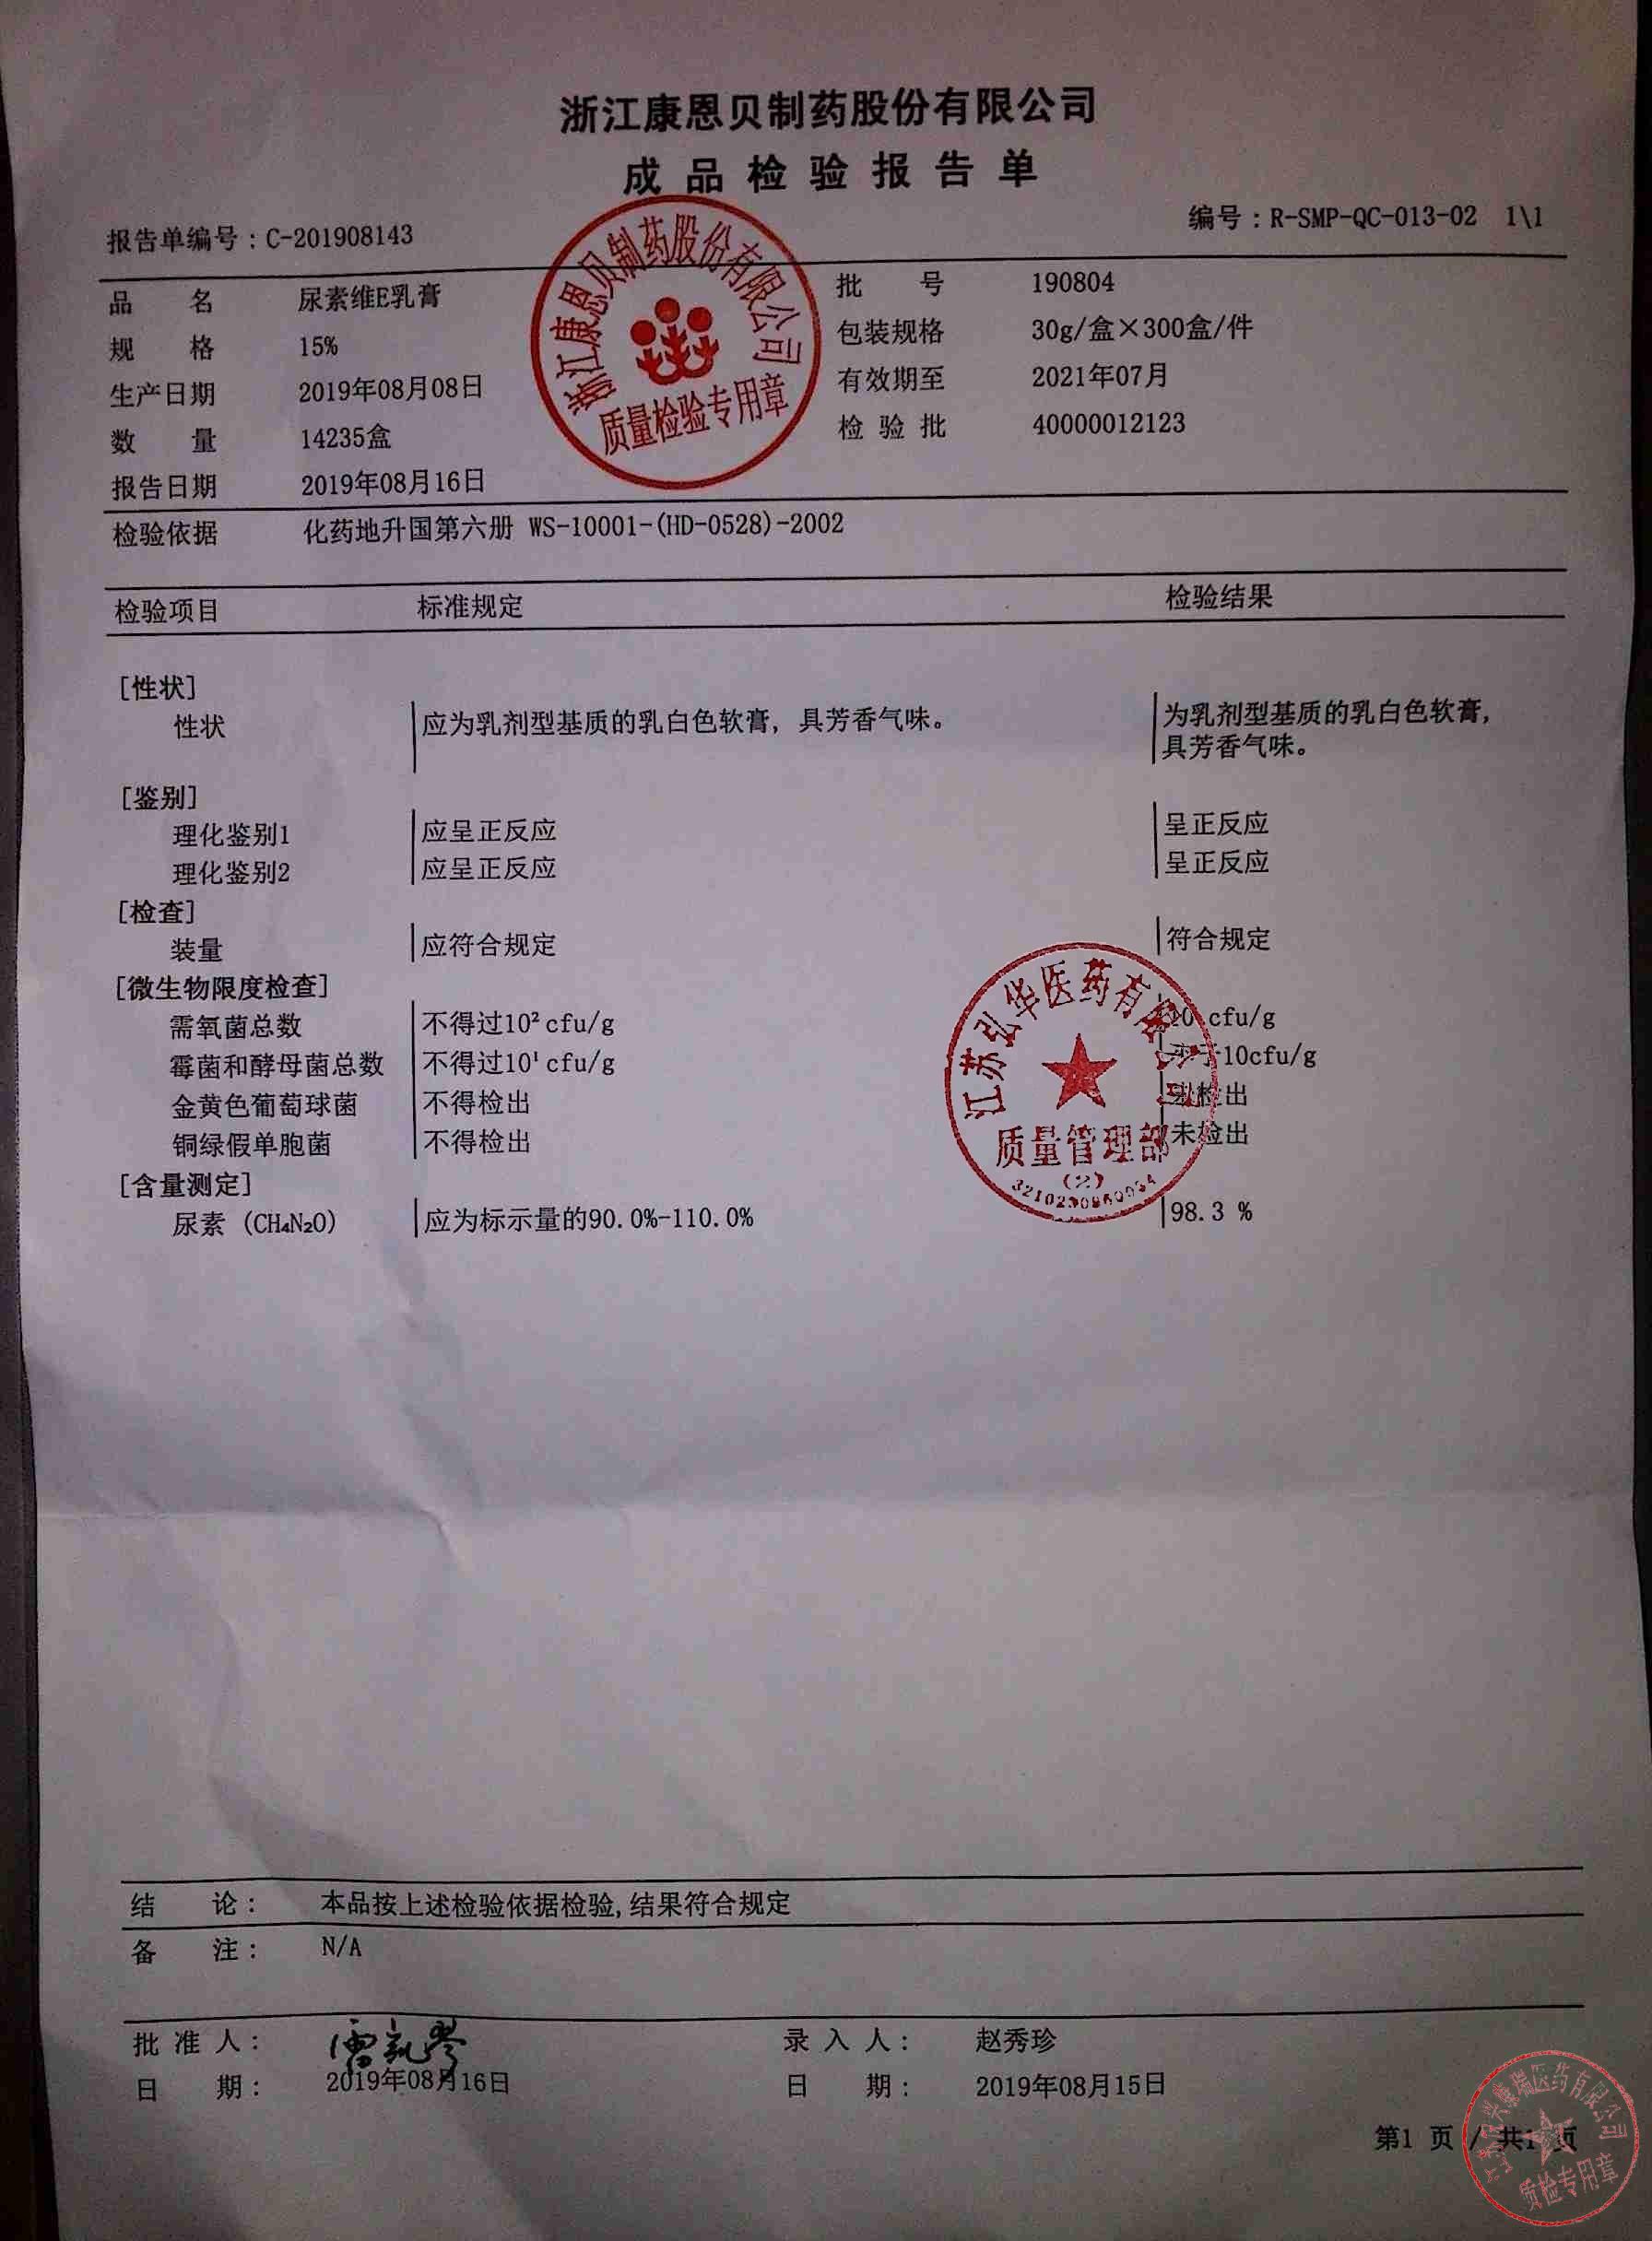 浙江康恩贝制药股份有限公司
成品检验报告单
报告单编号：C-201908143 编号：R-SMP-QC-013-02 1\1
品名 尿素维E乳膏 批号 190804
规格 15% 包装规格 30g/盒×300盒/件
生产日期 2019年08月08日 有效期至 2021年07月
数量 14235盒 检验批 40000012123
报告日期 2019年08月16日
浙江康恩贝制药股份有限公司
质量检验专用章
检验依据 化药地升国第六册 WS-10001-(HD-0528)-2002
检验项目 标准规定 检验结果
[性状]
性状 应为乳剂型基质的乳白色软膏，具芳香气味。 为乳剂型基质的乳白色软膏，
具芳香气味。
[鉴别]
理化鉴别1 应呈正反应 呈正反应
理化鉴别2 应呈正反应 呈正反应
[检查]
装量 应符合规定 符合规定
[微生物限度检查]
需氧菌总数 不得过10² cfu/g cfu/g
霉菌和酵母菌总数 不得过10¹ cfu/g 10cfu/g
金黄色葡萄球菌 不得检出 未检出
铜绿假单胞菌 不得检出 未检出
[含量测定]
尿素（CH₄N₂O） 应为标示量的90.0%-110.0% 98.3 %
江苏弘华医药有限公司
质量管理部
(2)
结论： 本品按上述检验依据检验,结果符合规定
备注： N/A
批准人： 录入人： 赵秀珍
日期： 2019年08月16日 日期： 2019年08月15日
第1 页 / 共1 页
医药有限公司
质检专用章